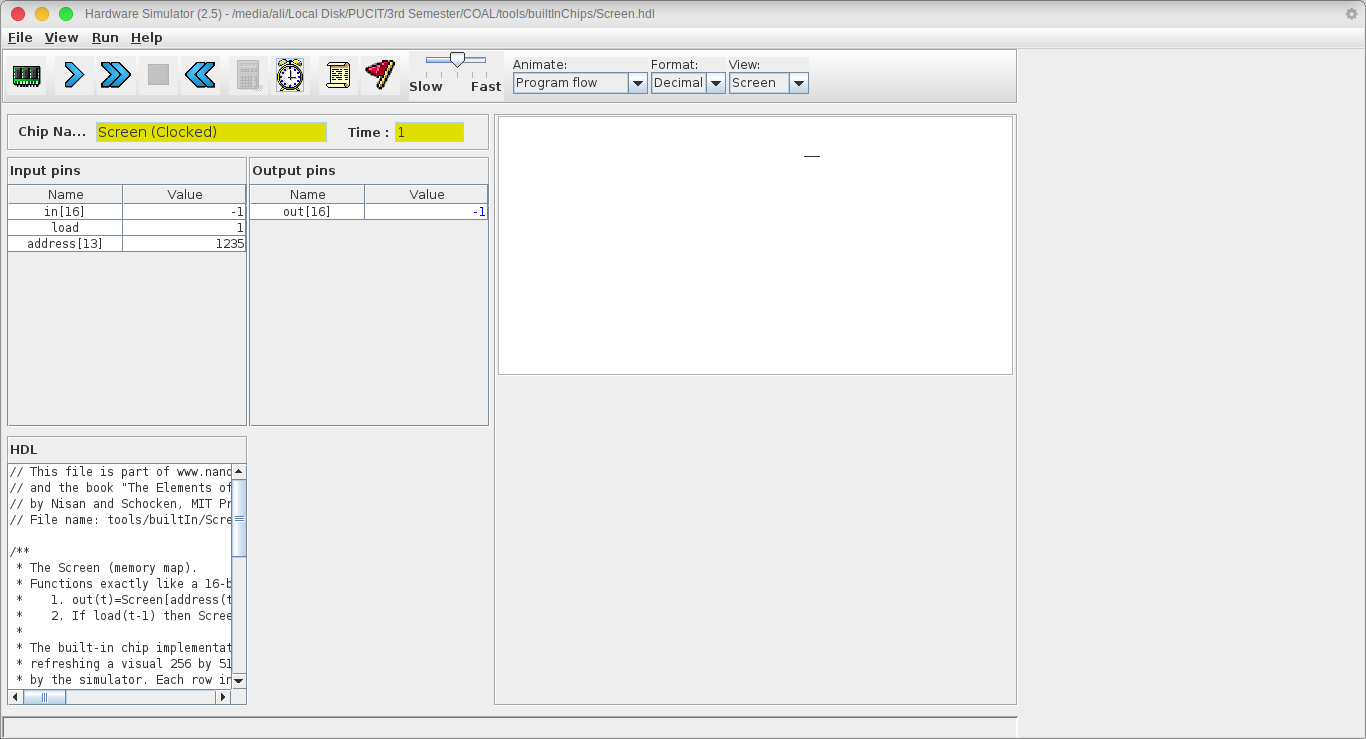 Hardware Simulator (2.5) - /media/ali/Local Disk/PUCIT/3rd Semester/COAL/tools/builtInChips/Screen.hdl
File View Run Help
Slow Fast
Animate: Format: View:
Program flow Decimal Screen
Chip Na... Screen (Clocked) Time : 1
Input pins Output pins
Name Value Name Value
in[16] -1 out[16] -1
load 1
address[13] 1235
HDL
// This file is part of www.nand
// and the book "The Elements of
// by Nisan and Schocken, MIT Pr
// File name: tools/builtIn/Scre
/**
* The Screen (memory map).
* Functions exactly like a 16-b
* 1. out(t)=Screen[address(t
* 2. If load(t-1) then Scree
*
* The built-in chip implementat
* refreshing a visual 256 by 51
* by the simulator. Each row in